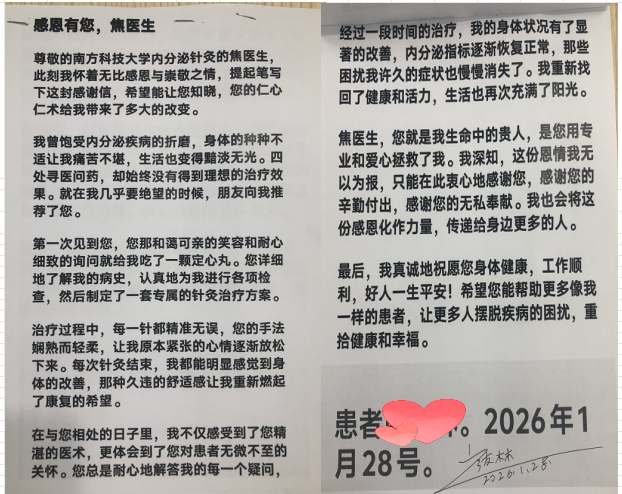 感恩有您，焦医生
尊敬的南方科技大学内分泌针灸的焦医生，
此刻我怀着无比感恩与崇敬之情，提起笔写
下这封感谢信，希望能让您知晓，您的仁心
仁术给我带来了多大的改变。
我曾饱受内分泌疾病的折磨，身体的种种不
适让我痛苦不堪，生活也变得黯淡无光。四
处寻医问药，却始终没有得到理想的治疗效
果。就在我几乎要绝望的时候，朋友向我推
荐了您。
第一次见到您，您那和蔼可亲的笑容和耐心
细致的询问就给我吃了一颗定心丸。您详细
地了解我的病史，认真地为我进行各项检
查，然后制定了一套专属的针灸治疗方案。
治疗过程中，每一针都精准无误，您的手法
娴熟而轻柔，让我原本紧张的心情逐渐放松
下来。每次针灸结束，我都能明显感觉到身
体的改善，那种久违的舒适感让我重新燃起
了康复的希望。
在与您相处的日子里，我不仅感受到了您精
湛的医术，更体会到了您对患者无微不至的
关怀。您总是耐心地解答我的每一个疑问，
经过一段时间的治疗，我的身体状况有了显
著的改善，内分泌指标逐渐恢复正常，那些
困扰我许久的症状也慢慢消失了。我重新找
回了健康和活力，生活也再次充满了阳光。
焦医生，您就是我生命中的贵人，是您用专
业和爱心拯救了我。我深知，这份恩情我无
以为报，只能在此衷心地感谢您，感谢您的
辛勤付出，感谢您的无私奉献。我也会将这
份感恩化作力量，传递给身边更多的人。
最后，我真诚地祝愿您身体健康，工作顺
利，好人一生平安！希望您能帮助更多像我
一样的患者，让更多人摆脱疾病的困扰，重
拾健康和幸福。
患者。2026年1
月28号。
林
2026.1.28.